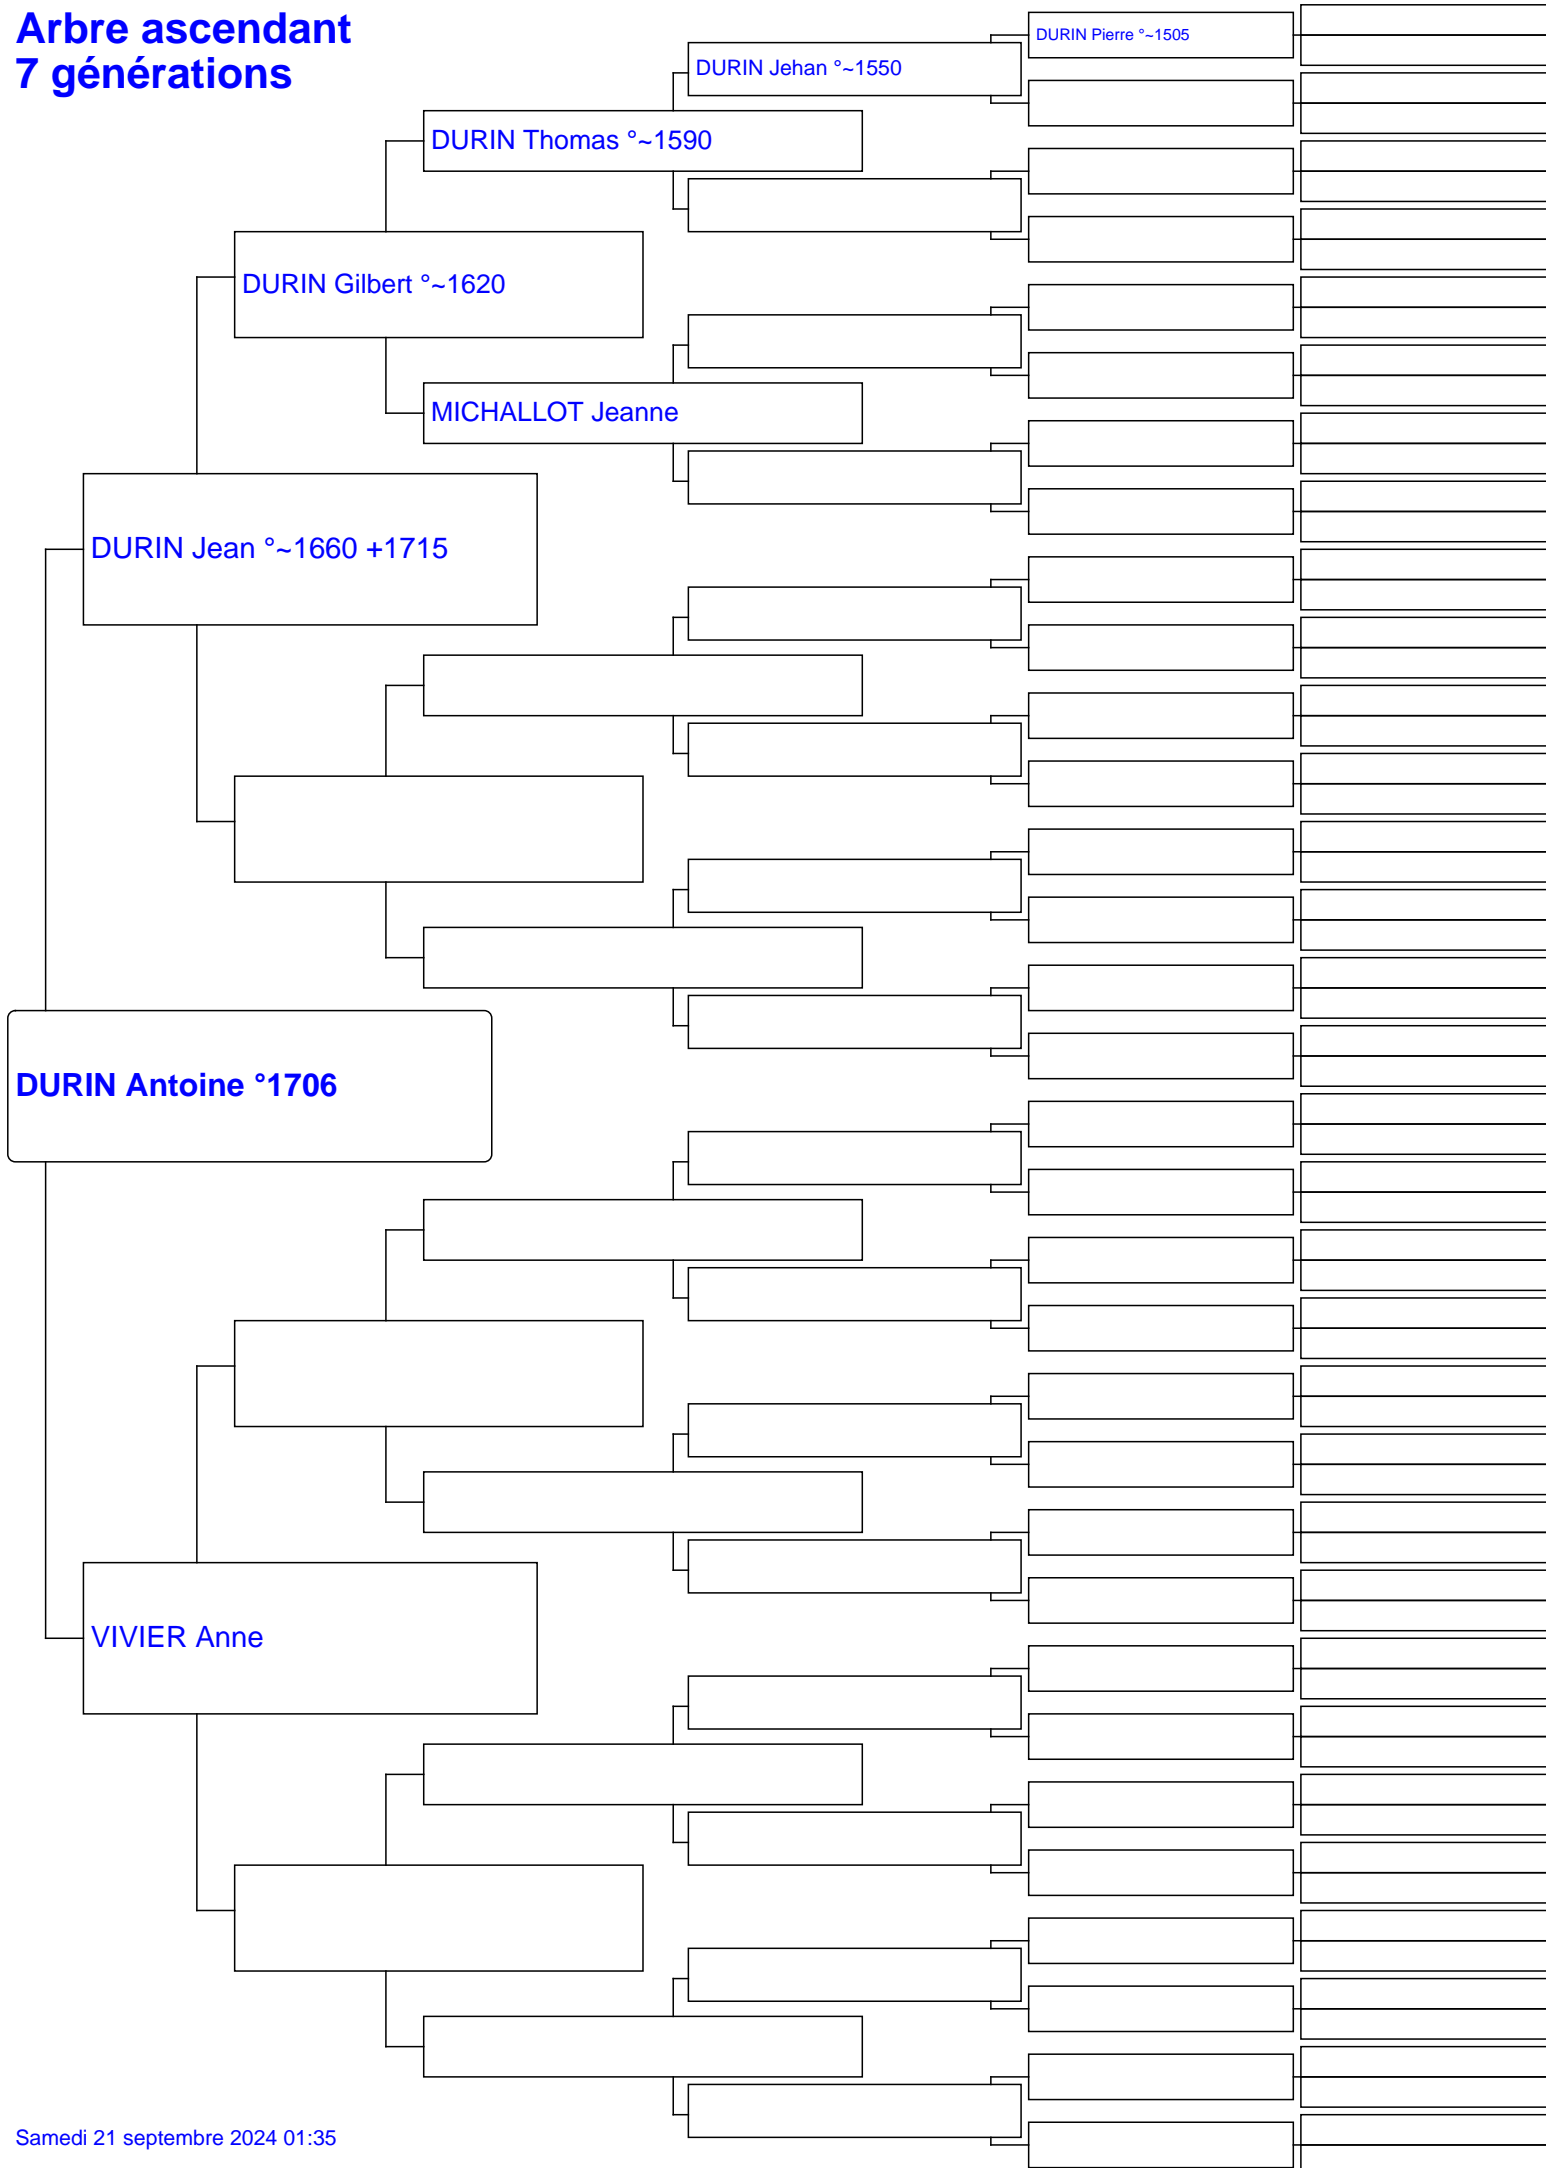 Arbre ascendant
7 générations
DURIN Pierre °~1505
DURIN Jehan °~1550
DURIN Thomas °~1590
DURIN Gilbert °~1620
MICHALLOT Jeanne
DURIN Jean °~1660 +1715
DURIN Antoine °1706
VIVIER Anne
Samedi 21 septembre 2024 01:35